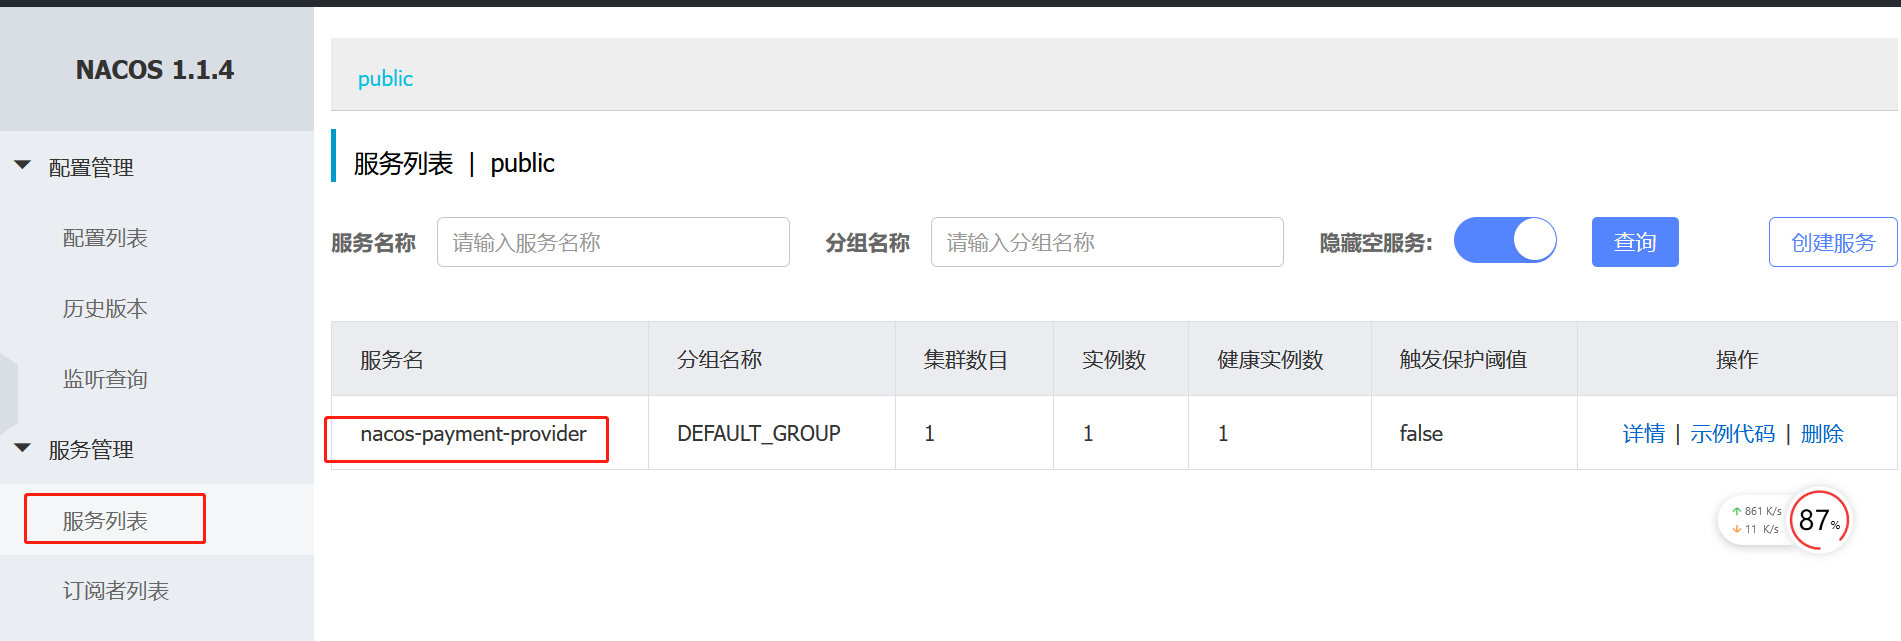 NACOS 1.1.4
配置管理
配置列表
历史版本
监听查询
服务管理
服务列表
订阅者列表
public
服务列表 | public
服务名称 请输入服务名称 分组名称 请输入分组名称 隐藏空服务: 查询 创建服务
服务名 分组名称 集群数目 实例数 健康实例数 触发保护阈值 操作
nacos-payment-provider DEFAULT_GROUP 1 1 1 false 详情 | 示例代码 | 删除
↑ 861 K/s
↓ 11 K/s
87%